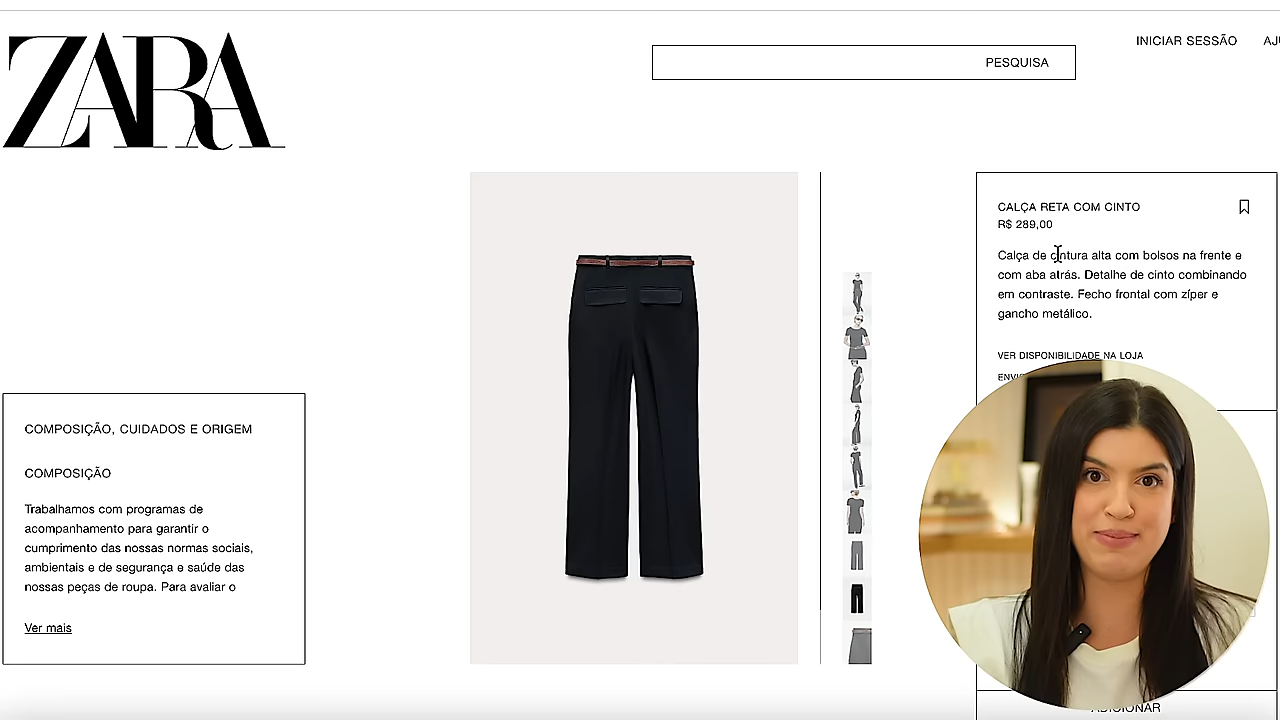 ZARA
PESQUISA
INICIAR SESSÃO
CALÇA RETA COM CINTO
R$ 289,00
Calça de cintura alta com bolsos na frente e
com aba atrás. Detalhe de cinto combinando
em contraste. Fecho frontal com zíper e
gancho metálico.
VER DISPONIBILIDADE NA LOJA
COMPOSIÇÃO, CUIDADOS E ORIGEM
COMPOSIÇÃO
Trabalhamos com programas de
acompanhamento para garantir o
cumprimento das nossas normas sociais,
ambientais e de segurança e saúde das
nossas peças de roupa. Para avaliar o
Ver mais
ADICIONAR